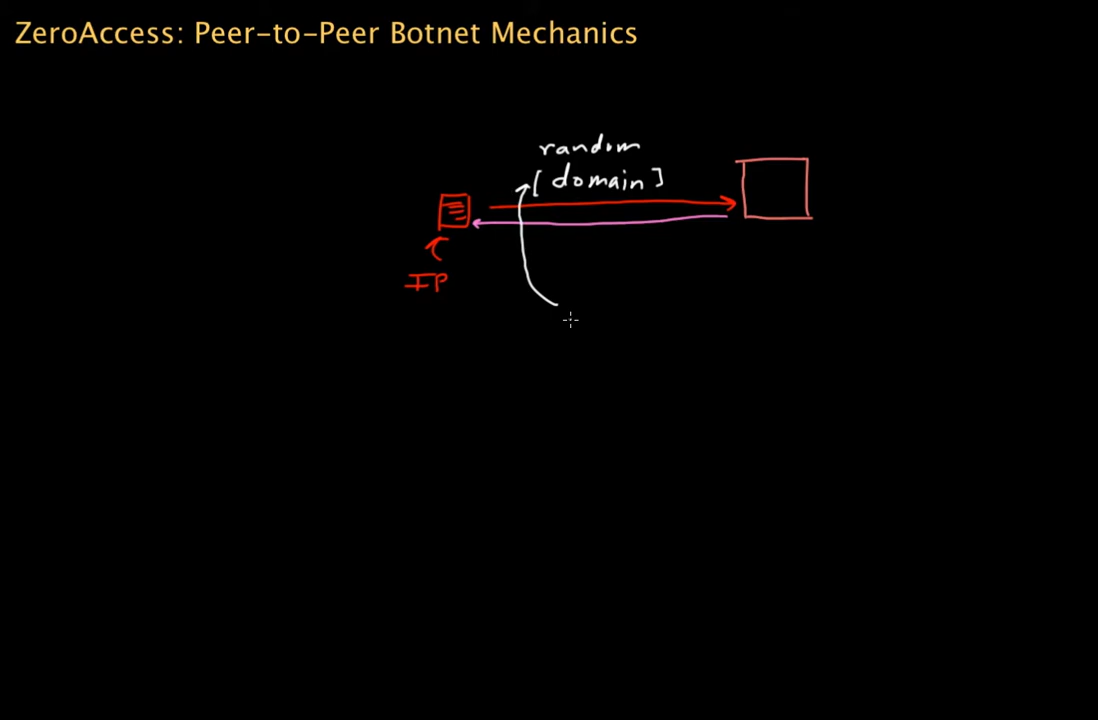 ZeroAccess: Peer-to-Peer Botnet Mechanics
random
[ domain ]
IP